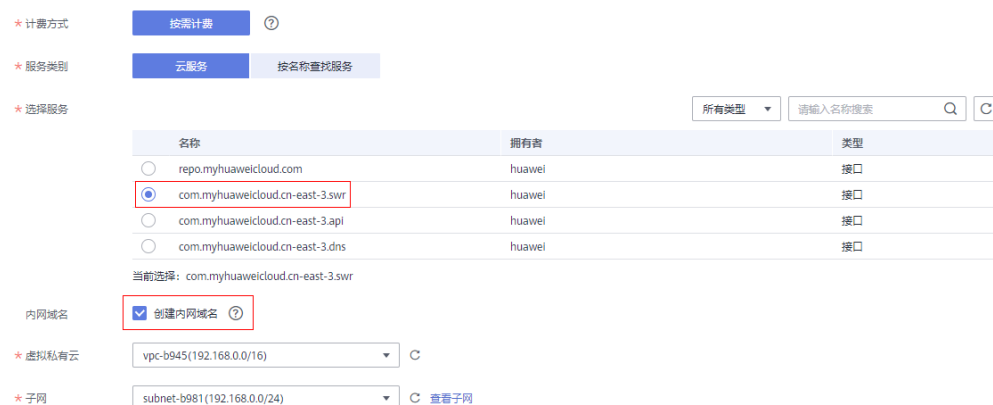 * 计费方式 按需计费 ?
* 服务类别 云服务 按名称查找服务
* 选择服务 所有类型 请输入名称搜索
名称 拥有者 类型
repo.myhuaweicloud.com huawei 接口
com.myhuaweicloud.cn-east-3.swr huawei 接口
com.myhuaweicloud.cn-east-3.api huawei 接口
com.myhuaweicloud.cn-east-3.dns huawei 接口
当前选择：com.myhuaweicloud.cn-east-3.swr
内网域名 创建内网域名 ?
* 虚拟私有云 vpc-b945(192.168.0.0/16)
* 子网 subnet-b981(192.168.0.0/24) 查看子网